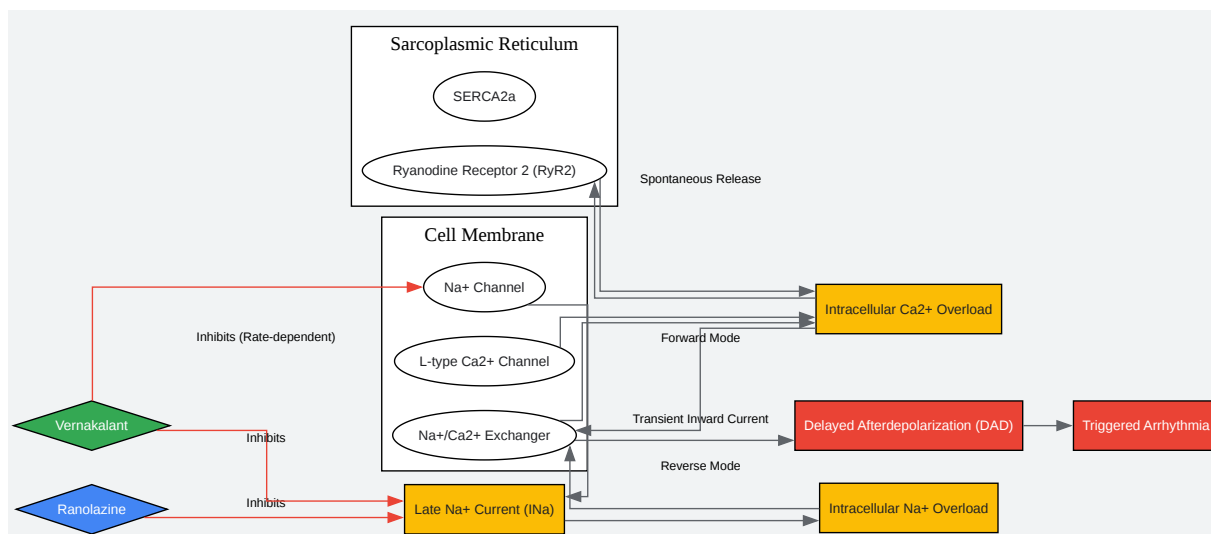 Sarcoplasmic Reticulum
SERCA2a
Ryanodine Receptor 2 (RyR2)
Spontaneous Release
Cell Membrane
Na+ Channel
Intracellular Ca2+ Overload
Inhibits (Rate-dependent)
Forward Mode
L-type Ca2+ Channel
Transient Inward Current
Vernakalant
Delayed Afterdepolarization (DAD)
Triggered Arrhythmia
Inhibits
Na+/Ca2+ Exchanger
Reverse Mode
Inhibits
Ranolazine
Late Na+ Current (INa)
Intracellular Na+ Overload